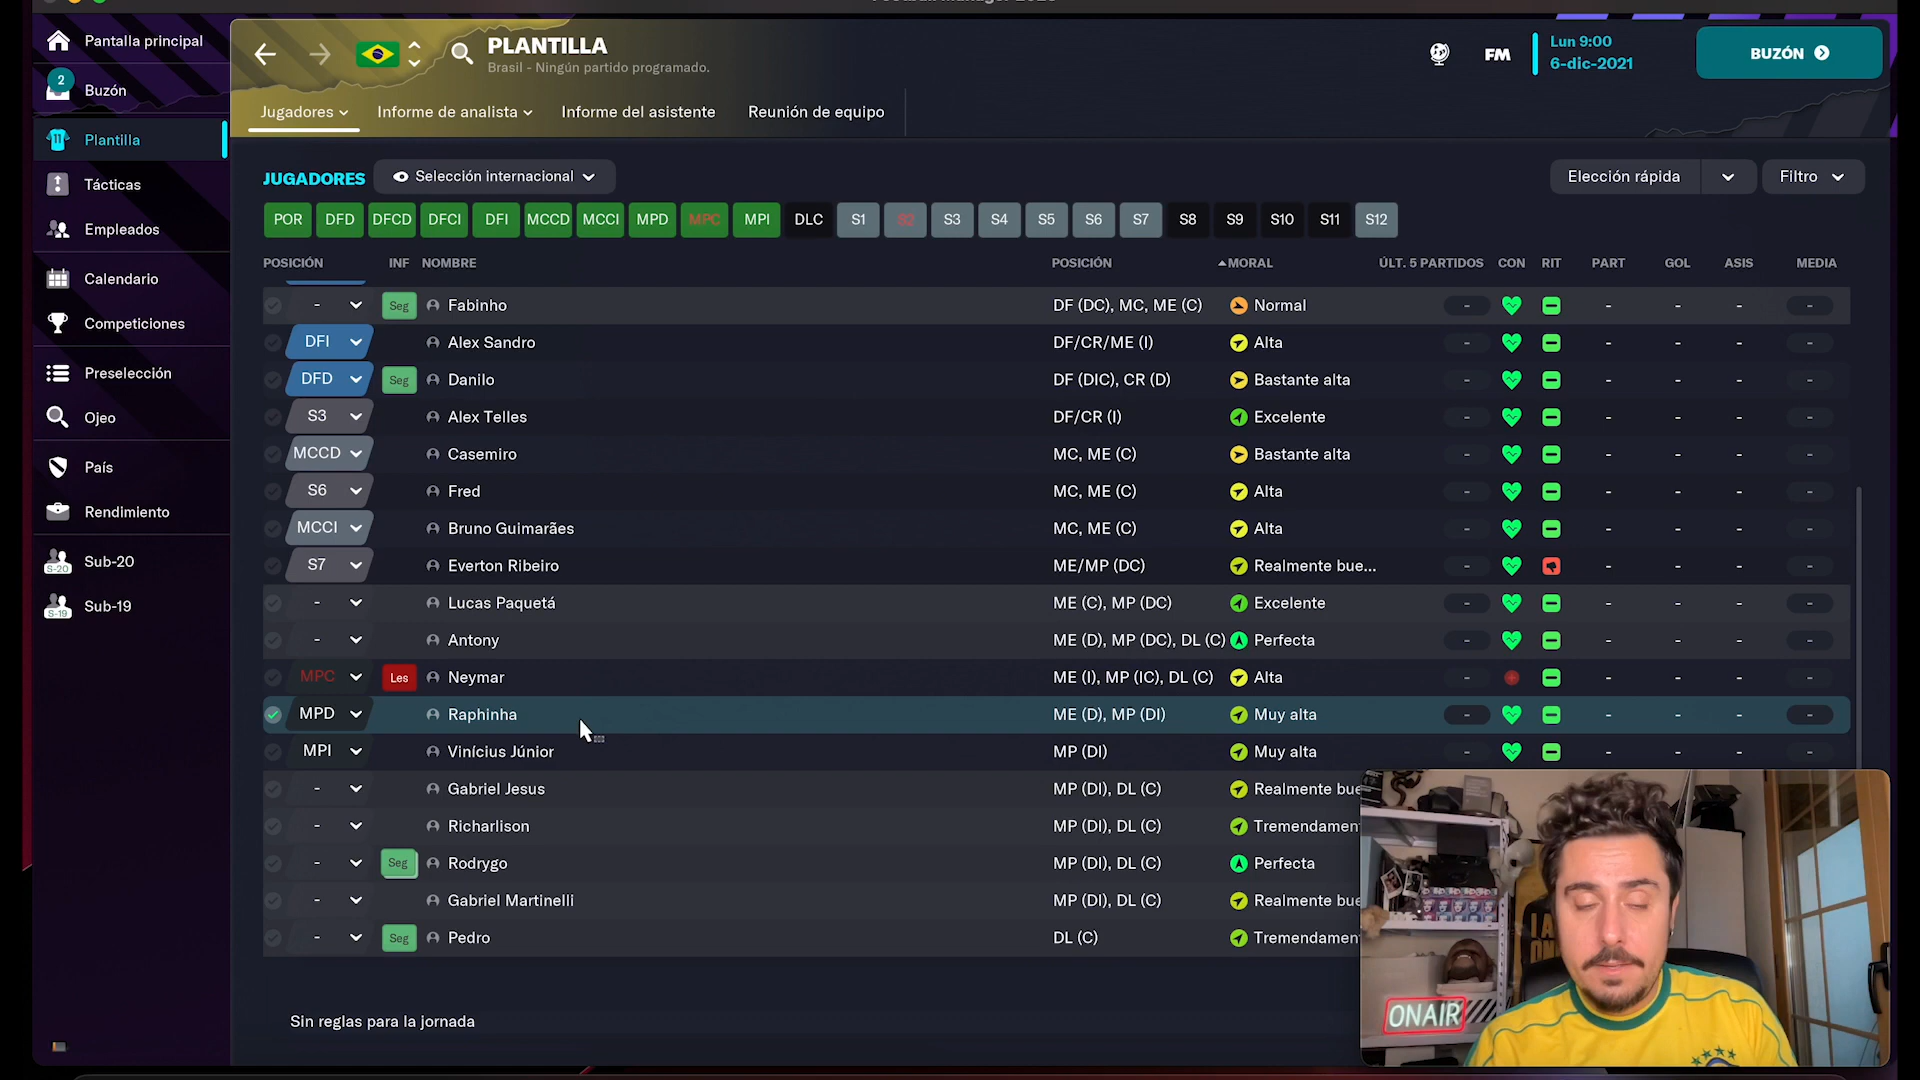 Pantalla principal
2
Buzón
Plantilla
Tácticas
Empleados
Calendario
Competiciones
Preselección
Ojeo
País
Rendimiento
S-20
Sub-20
S-19
Sub-19
PLANTILLA
Brasil - Ningún partido programado.
FM
Lun 9:00
6-dic-2021
BUZÓN
Jugadores
Informe de analista
Informe del asistente
Reunión de equipo
JUGADORES
Selección internacional
Elección rápida
Filtro
POR DFD DFCD DFCI DFI MCCD MCCI MPD MPC MPI DLC S1 S2 S3 S4 S5 S6 S7 S8 S9 S10 S11 S12
POSICIÓN INF NOMBRE POSICIÓN MORAL ÚLT. 5 PARTIDOS CON RIT PART GOL ASIS MEDIA
- Seg Fabinho DF (DC), MC, ME (C) Normal - - - - -
DFI Alex Sandro DF/CR/ME (I) Alta - - - - -
DFD Seg Danilo DF (DIC), CR (D) Bastante alta - - - - -
S3 Alex Telles DF/CR (I) Excelente - - - - -
MCCD Casemiro MC, ME (C) Bastante alta - - - - -
S6 Fred MC, ME (C) Alta - - - - -
MCCI Bruno Guimarães MC, ME (C) Alta - - - - -
S7 Everton Ribeiro ME/MP (DC) Realmente bue... - - - - -
- Lucas Paquetá ME (C), MP (DC) Excelente - - - - -
- Antony ME (D), MP (DC), DL (C) Perfecta - - - - -
MPC Les Neymar ME (I), MP (IC), DL (C) Alta - - - - -
MPD Raphinha ME (D), MP (DI) Muy alta - - - - -
MPI Vinícius Júnior MP (DI) Muy alta - - - - -
- Gabriel Jesus MP (DI), DL (C) Realmente bue
- Richarlison MP (DI), DL (C) Tremendamen
- Seg Rodrygo MP (DI), DL (C) Perfecta
- Gabriel Martinelli MP (DI), DL (C) Realmente bue
- Seg Pedro DL (C) Tremendamen
Sin reglas para la jornada
ON AIR